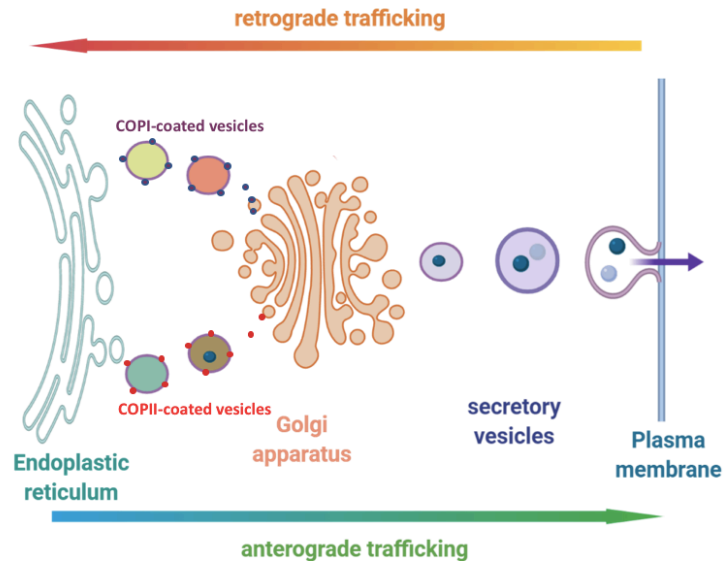 retrograde trafficking
COPI-coated vesicles
COPII-coated vesicles
Golgi
apparatus
secretory
vesicles
Plasma
membrane
Endoplastic
reticulum
anterograde trafficking